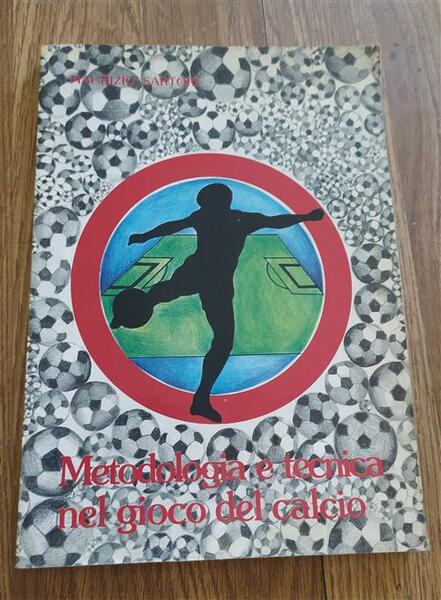 MAURIZIO SARTORI
Metodologia e tecnica
nel gioco del calcio